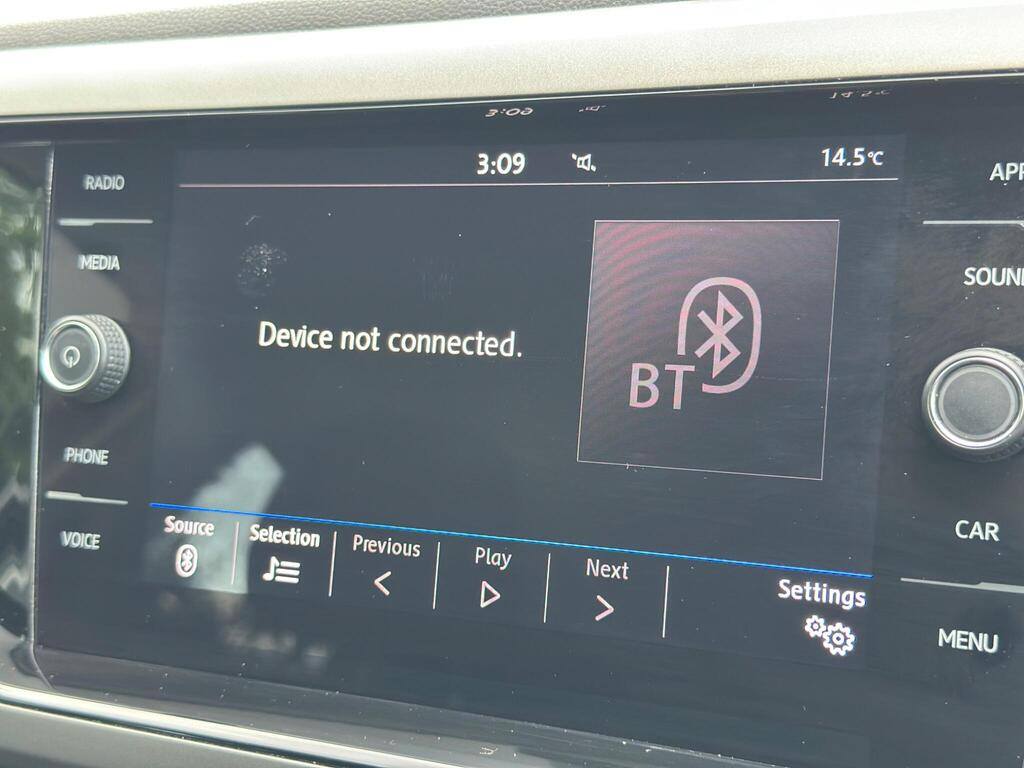 3:09
14.5°C
RADIO
MEDIA
PHONE
VOICE
Device not connected.
BT
Source
Selection
Previous
Play
Next
Settings
APP
SOUND
CAR
MENU